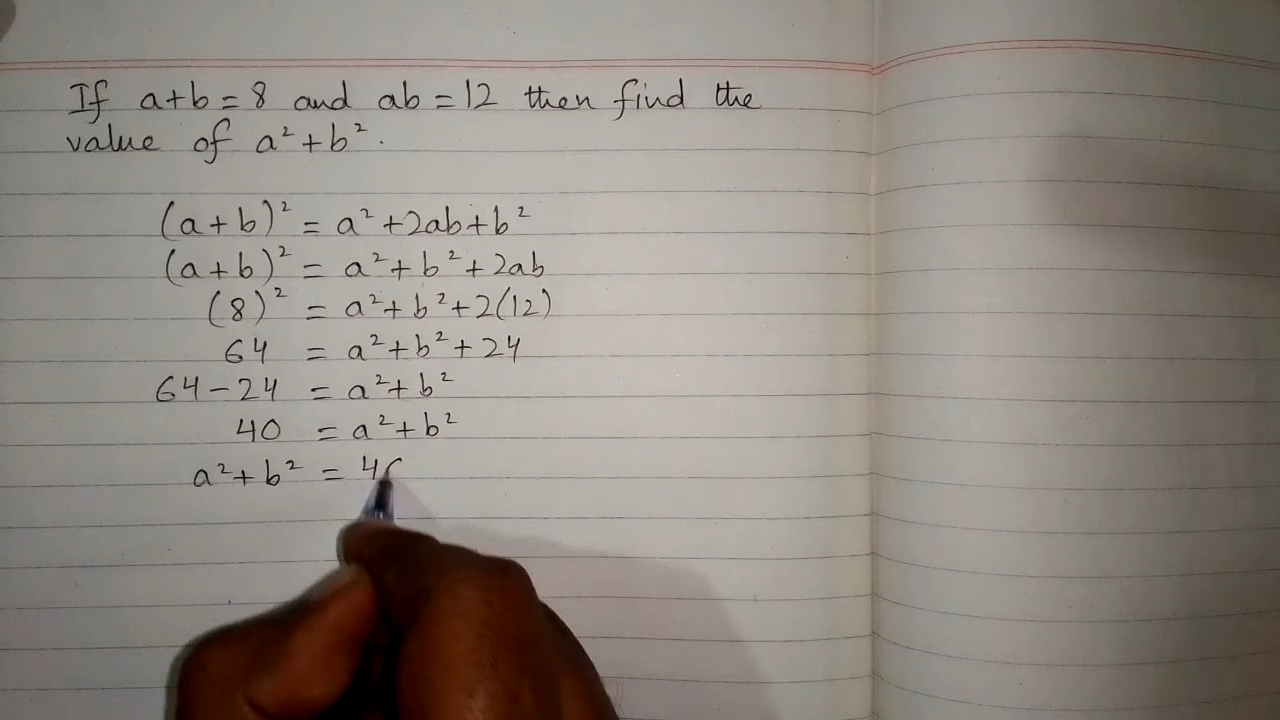 If a+b=8 and ab=12 then find the
value of a²+b².
(a+b)² = a²+2ab+b²
(a+b)² = a²+b²+2ab
(8)² = a²+b²+2(12)
64 = a²+b²+24
64-24 = a²+b²
40 = a²+b²
a²+b² = 4